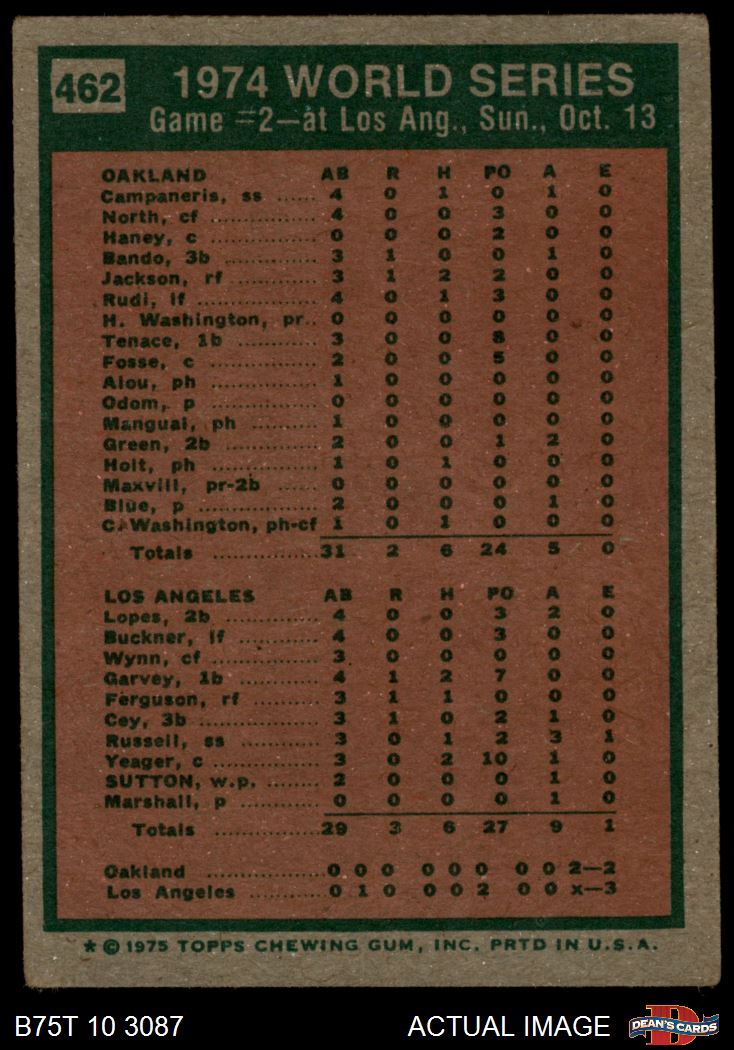 462
1974 WORLD SERIES
Game #2—at Los Ang., Sun., Oct. 13
OAKLAND AB R H PO A E
Campaneris, ss ...... 4 0 1 0 1 0
North, cf ............... 4 0 0 3 0 0
Haney, c ............... 0 0 0 2 0 0
Bando, 3b ............. 3 1 0 0 1 0
Jackson, rf ............ 3 1 2 2 0 0
Rudi, lf ................. 4 0 1 3 0 0
H. Washington, pr.. 0 0 0 0 0 0
Tenace, 1b ............ 3 0 0 8 0 0
Fosse, c ................ 2 0 0 5 0 0
Alou, ph ................ 1 0 0 0 0 0
Odom, p ................ 0 0 0 0 0 0
Mangual, ph .......... 1 0 0 0 0 0
Green, 2b .............. 2 0 0 1 2 0
Holt, ph ................. 1 0 1 0 0 0
Maxvill, pr-2b ...... 0 0 0 0 0 0
Blue, p .................. 2 0 0 0 1 0
C. Washington, ph-cf 1 0 1 0 0 0
Totals ................ 31 2 6 24 5 0
LOS ANGELES AB R H PO A E
Lopes, 2b .............. 4 0 0 3 2 0
Buckner, lf ............ 4 0 0 3 0 0
Wynn, cf ................ 3 0 0 0 0 0
Garvey, 1b ............. 4 1 2 7 0 0
Ferguson, rf .......... 3 1 1 0 0 0
Cey, 3b .................. 3 1 0 2 1 0
Russell, ss ............. 3 0 1 2 3 1
Yeager, c ............... 3 0 2 10 1 0
SUTTON, w.p. ........ 2 0 0 0 1 0
Marshall, p ............ 0 0 0 0 1 0
Totals ................ 29 3 6 27 9 1
Oakland ................ 0 0 0 0 0 0 0 0 2—2
Los Angeles ........... 0 1 0 0 0 2 0 0 x—3
* © 1975 TOPPS CHEWING GUM, INC. PRTD IN U.S.A.
B75T 10 3087 ACTUAL IMAGE
D
DEAN'S CARDS